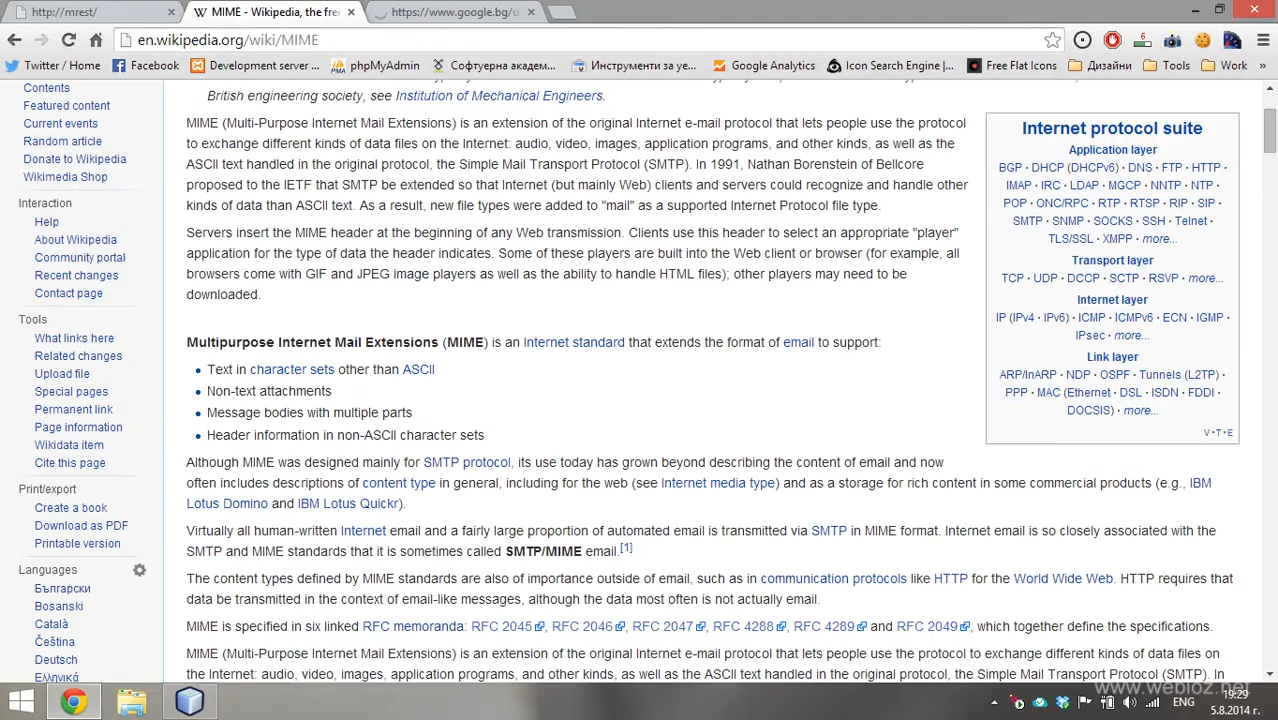 http://mrest/
MIME - Wikipedia, the fre
https://www.google.bg/u
en.wikipedia.org/wiki/MIME
Twitter / Home
Facebook
Development server ...
phpMyAdmin
Софтуерна академ...
Инструменти за уе...
Google Analytics
Icon Search Engine |...
Free Flat Icons
Дизайни
Tools
Work
»
Contents
Featured content
Current events
Random article
Donate to Wikipedia
Wikimedia Shop
Interaction
Help
About Wikipedia
Community portal
Recent changes
Contact page
Tools
What links here
Related changes
Upload file
Special pages
Permanent link
Page information
Wikidata item
Cite this page
Print/export
Create a book
Download as PDF
Printable version
Languages
Български
Bosanski
Català
Čeština
Deutsch
Ελληνικά
British engineering society, see Institution of Mechanical Engineers.
MIME (Multi-Purpose Internet Mail Extensions) is an extension of the original Internet e-mail protocol that lets people use the protocol
to exchange different kinds of data files on the Internet: audio, video, images, application programs, and other kinds, as well as the
ASCII text handled in the original protocol, the Simple Mail Transport Protocol (SMTP). In 1991, Nathan Borenstein of Bellcore
proposed to the IETF that SMTP be extended so that Internet (but mainly Web) clients and servers could recognize and handle other
kinds of data than ASCII text. As a result, new file types were added to "mail" as a supported Internet Protocol file type.
Servers insert the MIME header at the beginning of any Web transmission. Clients use this header to select an appropriate "player"
application for the type of data the header indicates. Some of these players are built into the Web client or browser (for example, all
browsers come with GIF and JPEG image players as well as the ability to handle HTML files); other players may need to be
downloaded.
Multipurpose Internet Mail Extensions (MIME) is an Internet standard that extends the format of email to support:
• Text in character sets other than ASCII
• Non-text attachments
• Message bodies with multiple parts
• Header information in non-ASCII character sets
Although MIME was designed mainly for SMTP protocol, its use today has grown beyond describing the content of email and now
often includes descriptions of content type in general, including for the web (see Internet media type) and as a storage for rich content in some commercial products (e.g., IBM
Lotus Domino and IBM Lotus Quickr).
Virtually all human-written Internet email and a fairly large proportion of automated email is transmitted via SMTP in MIME format. Internet email is so closely associated with the
SMTP and MIME standards that it is sometimes called SMTP/MIME email.[1]
The content types defined by MIME standards are also of importance outside of email, such as in communication protocols like HTTP for the World Wide Web. HTTP requires that
data be transmitted in the context of email-like messages, although the data most often is not actually email.
MIME is specified in six linked RFC memoranda: RFC 2045, RFC 2046, RFC 2047, RFC 4288, RFC 4289 and RFC 2049, which together define the specifications.
MIME (Multi-Purpose Internet Mail Extensions) is an extension of the original Internet e-mail protocol that lets people use the protocol to exchange different kinds of data files on
the Internet: audio, video, images, application programs, and other kinds, as well as the ASCII text handled in the original protocol, the Simple Mail Transport Protocol (SMTP). In
Internet protocol suite
Application layer
BGP · DHCP (DHCPv6) · DNS · FTP · HTTP ·
IMAP · IRC · LDAP · MGCP · NNTP · NTP ·
POP · ONC/RPC · RTP · RTSP · RIP · SIP ·
SMTP · SNMP · SOCKS · SSH · Telnet ·
TLS/SSL · XMPP · more...
Transport layer
TCP · UDP · DCCP · SCTP · RSVP · more...
Internet layer
IP (IPv4 · IPv6) · ICMP · ICMPv6 · ECN · IGMP ·
IPsec · more...
Link layer
ARP/InARP · NDP · OSPF · Tunnels (L2TP) ·
PPP · MAC (Ethernet · DSL · ISDN · FDDI ·
DOCSIS) · more...
V · T · E
www.webioz.net
ENG
19:29
5.8.2014 г.